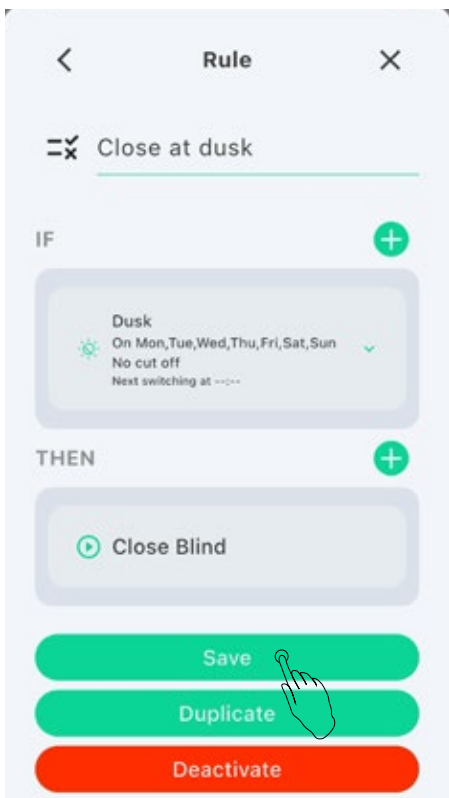 Rule
Close at dusk
IF
Dusk
On Mon,Tue,Wed,Thu,Fri,Sat,Sun
No cut off
Next switching at --:--
THEN
Close Blind
Save
Duplicate
Deactivate